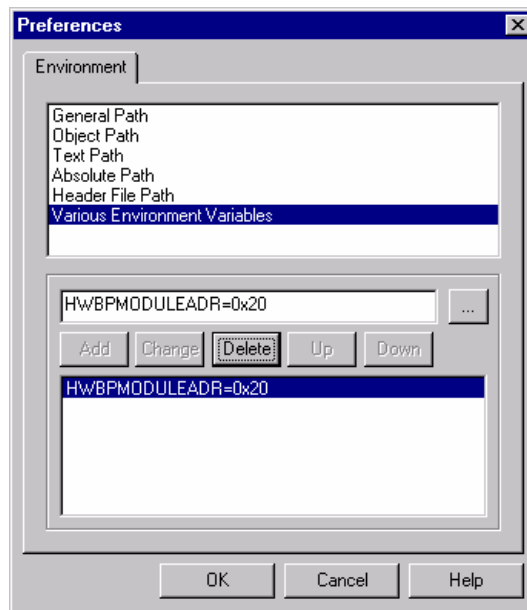 Preferences
Environment
General Path
Object Path
Text Path
Absolute Path
Header File Path
Various Environment Variables
HWBPMODULEADR=0x20
...
Add Change Delete Up Down
HWBPMODULEADR=0x20
OK Cancel Help